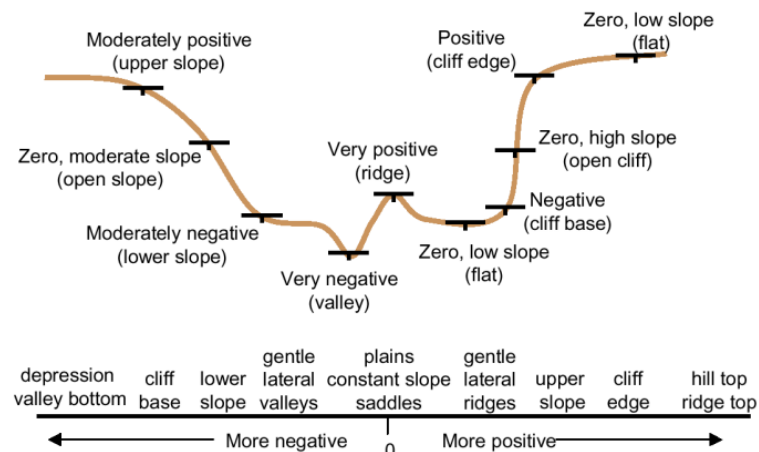 Zero, low slope
(flat)
Moderately positive
(upper slope)
Positive
(cliff edge)
Zero, moderate slope
(open slope)
Very positive
(ridge)
Zero, high slope
(open cliff)
Negative
(cliff base)
Moderately negative
(lower slope)
Zero, low slope
(flat)
Very negative
(valley)
depression
valley bottom
cliff
base
lower
slope
gentle
lateral
valleys
plains
constant slope
saddles
gentle
lateral
ridges
upper
slope
cliff
edge
hill top
ridge top
More negative
0
More positive